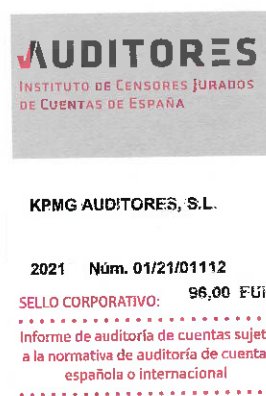 AUDITORES
INSTITUTO DE CENSORES JURADOS
DE CUENTAS DE ESPAÑA
KPMG AUDITORES, S.L.
2021 Núm. 01/21/01112
SELLO CORPORATIVO: 96,00 EUR
Informe de auditoría de cuentas sujet
a la normativa de auditoría de cuenta
española o internacional